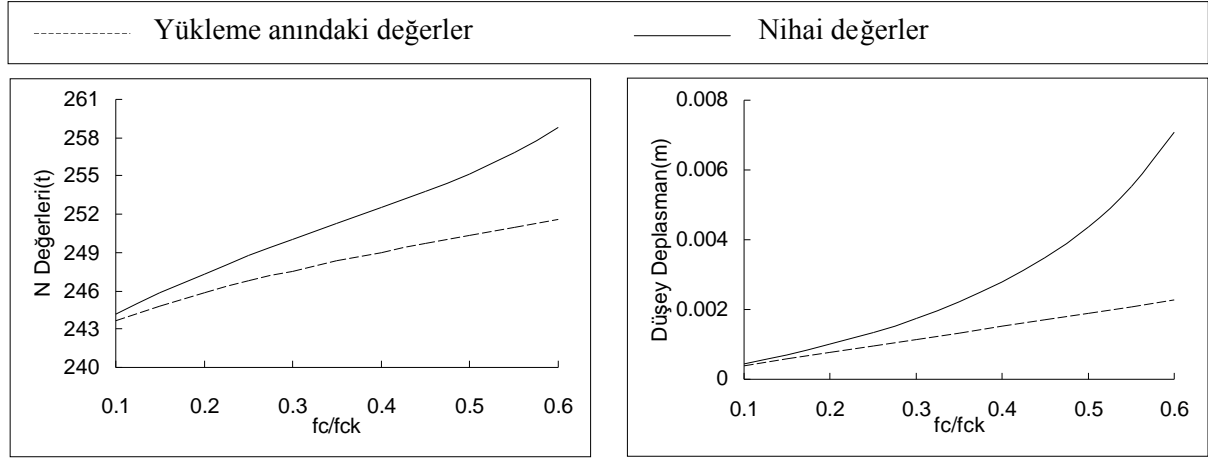 Yükleme anındaki değerler
Nihai değerler
N Değerleri(t)
261
258
255
252
249
246
243
240
0.1 0.2 0.3 0.4 0.5 0.6
fc/fck
Düşey Deplasman(m)
0.008
0.006
0.004
0.002
0
0.1 0.2 0.3 0.4 0.5 0.6
fc/fck